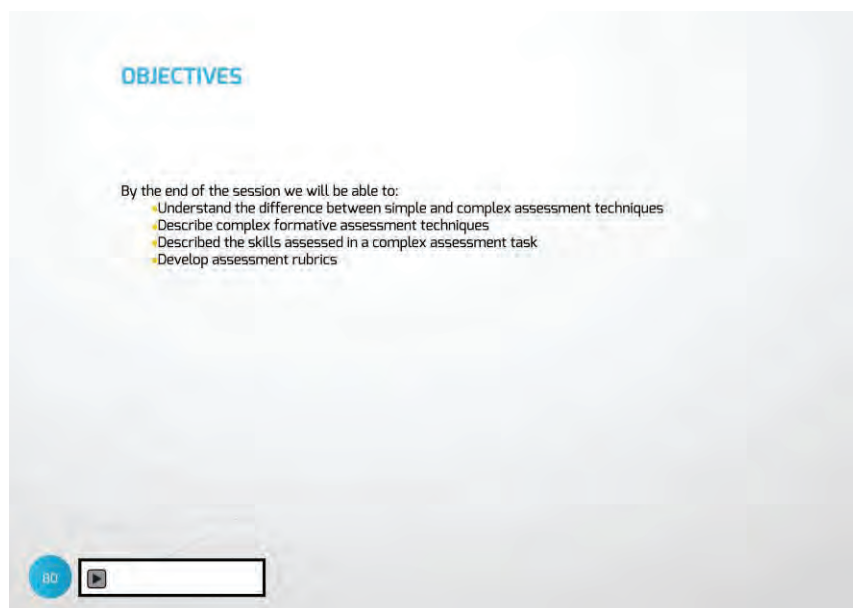 OBJECTIVES
By the end of the session we will be able to:
•Understand the difference between simple and complex assessment techniques
•Describe complex formative assessment techniques
•Described the skills assessed in a complex assessment task
•Develop assessment rubrics
80